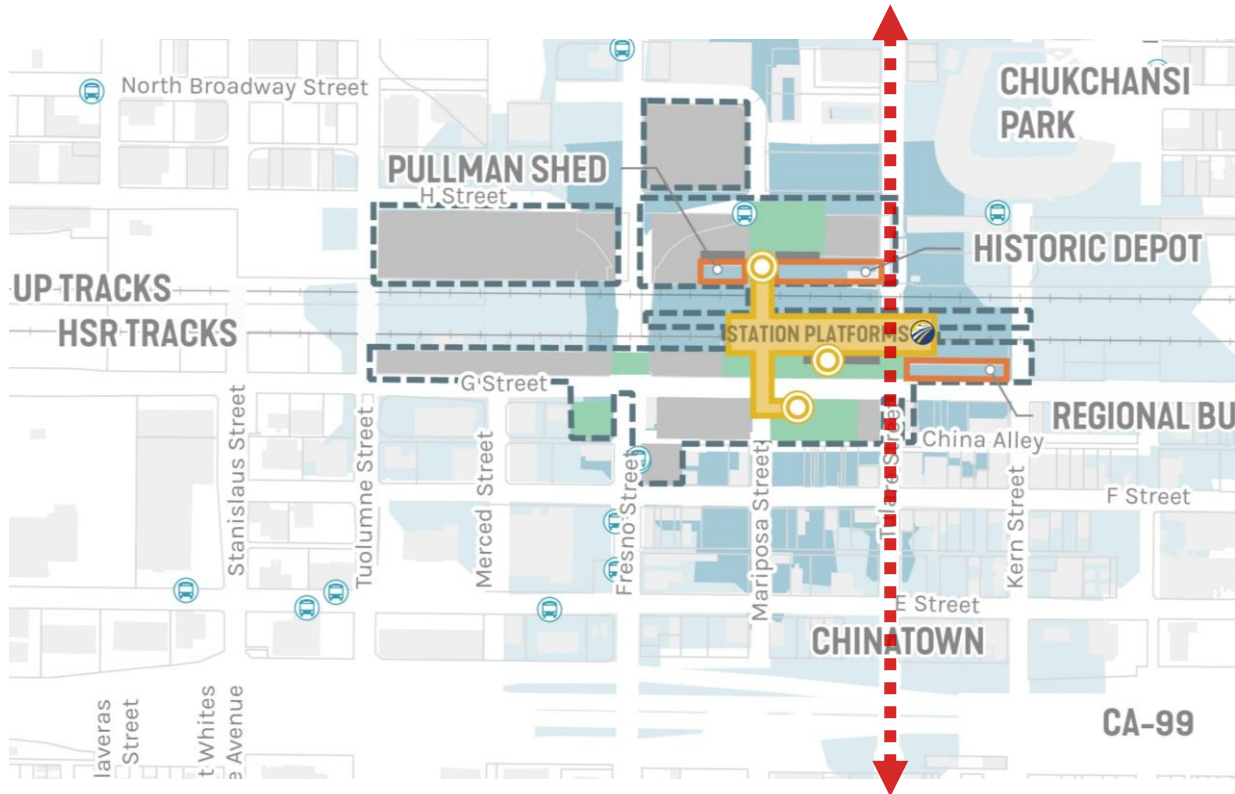 North Broadway Street
CHUKCHANSI
PARK
PULLMAN SHED
H Street
HISTORIC DEPOT
UP TRACKS
HSR TRACKS
STATION PLATFORMS
G Street
REGIONAL BU
China Alley
F Street
Stanislaus Street
Tuolumne Street
Merced Street
Fresno Street
Mariposa Street
Tulare Street
Kern Street
E Street
CHINATOWN
CA-99
laveras
Street
t Whites
e Avenue